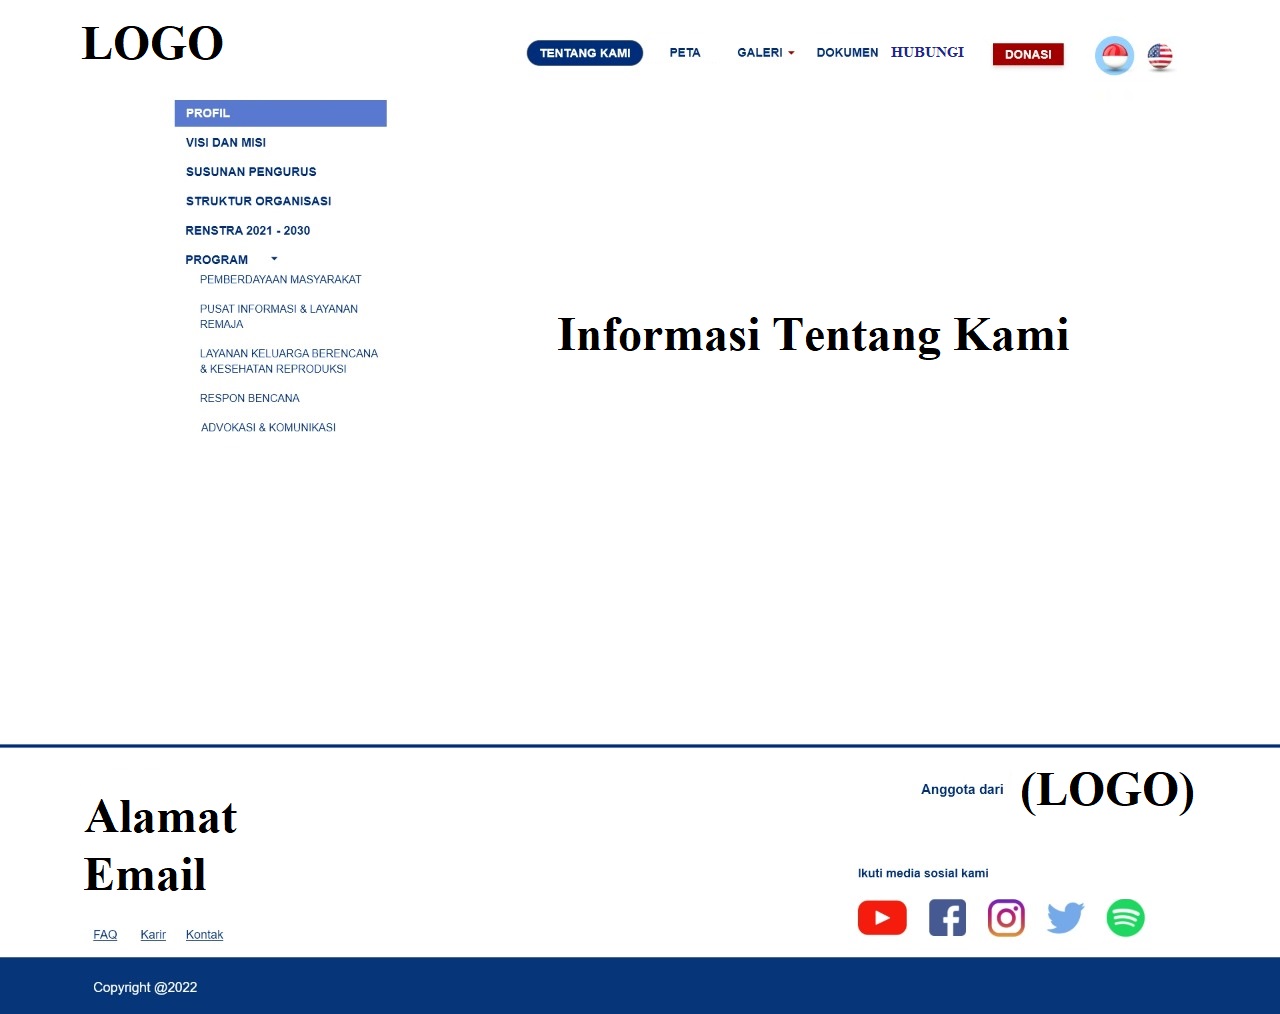 LOGO
TENTANG KAMI PETA GALERI DOKUMEN HUBUNGI DONASI
PROFIL
VISI DAN MISI
SUSUNAN PENGURUS
STRUKTUR ORGANISASI
RENSTRA 2021 - 2030
PROGRAM
PEMBERDAYAAN MASYARAKAT
PUSAT INFORMASI & LAYANAN
REMAJA
LAYANAN KELUARGA BERENCANA
& KESEHATAN REPRODUKSI
RESPON BENCANA
ADVOKASI & KOMUNIKASI
Informasi Tentang Kami
Alamat
Email
FAQ Karir Kontak
Anggota dari (LOGO)
Ikuti media sosial kami
Copyright @2022